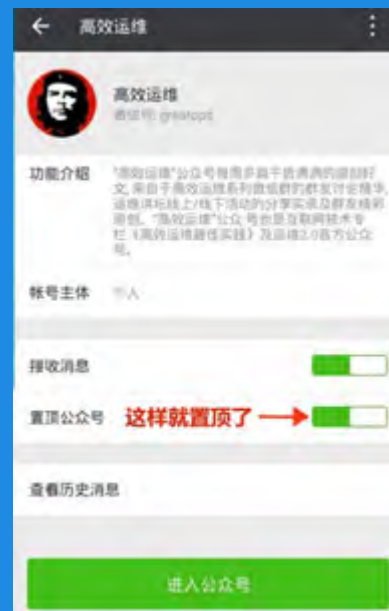 高效运维
高效运维
微信号: greatops
功能介绍
"高效运维"公众号每周多篇干货满满的原创好
文,来自于高效运维系列微信群的群友讨论精华、
运维讲坛线上/线下活动的分享实录及群友精彩
原创。"高效运维"公众号也是互联网技术专
栏《高效运维最佳实践》及运维2.0官方公众
号。
帐号主体 个人
接收消息
置顶公众号 这样就置顶了
查看历史消息
进入公众号